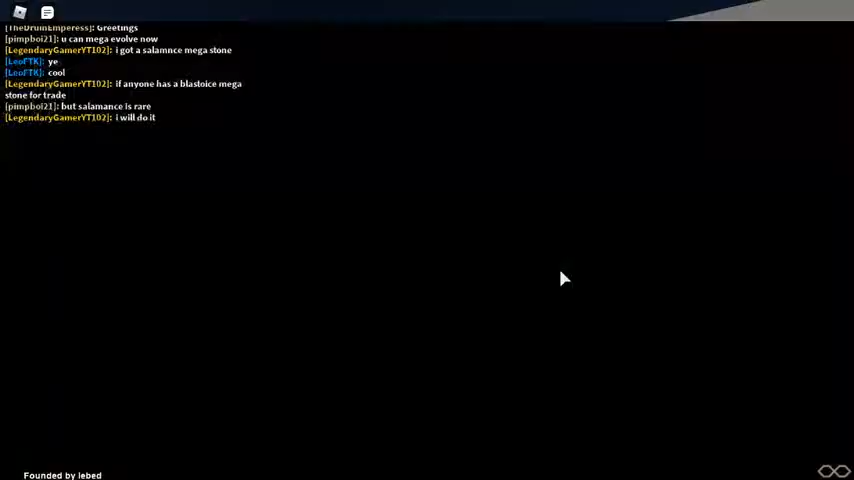 [TheDrumEmperess]: Greetings
[pimpboi21]: u can mega evolve now
[LegendaryGamerYT102]: i got a salamnce mega stone
[LeoFTK]: ye
[LeoFTK]: cool
[LegendaryGamerYT102]: if anyone has a blastoice mega
stone for trade
[pimpboi21]: but salamance is rare
[LegendaryGamerYT102]: i will do it
Founded by lebed